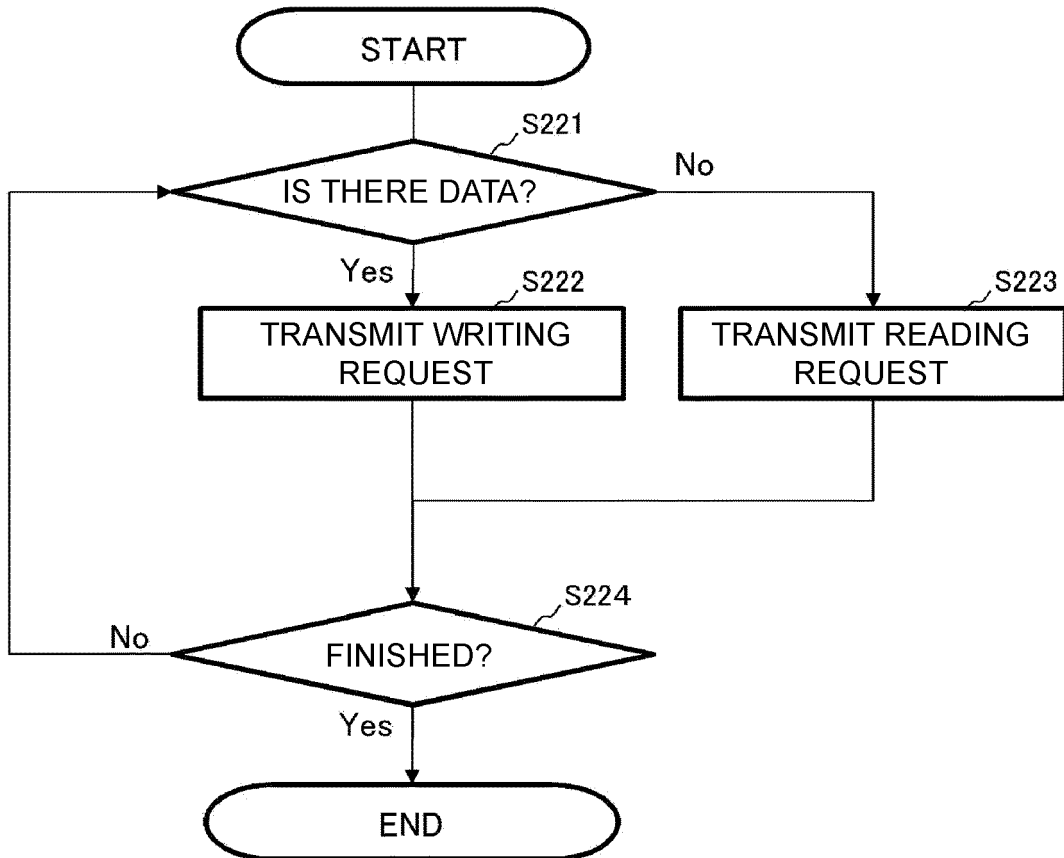 START
S221
IS THERE DATA?
No
Yes
S222
TRANSMIT WRITING
REQUEST
S223
TRANSMIT READING
REQUEST
S224
FINISHED?
No
Yes
END